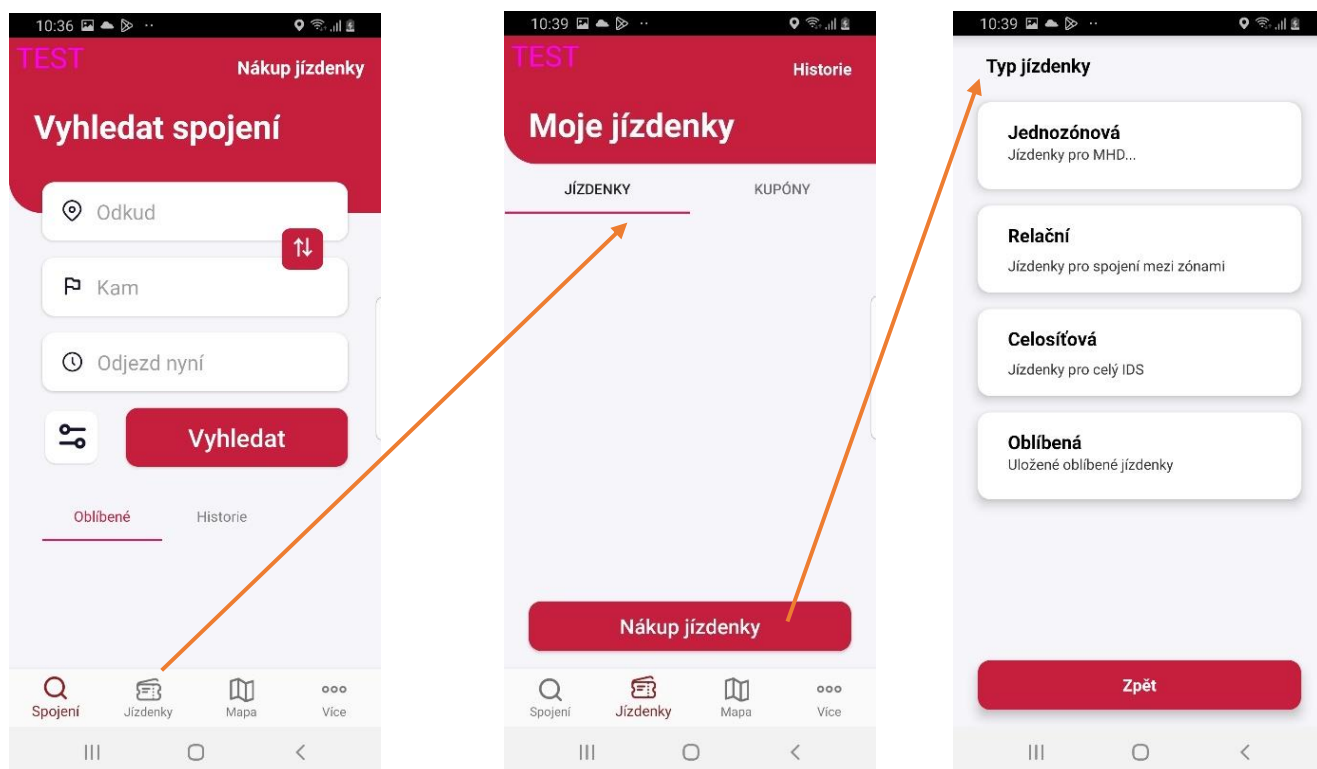 10:36
TEST
Nákup jízdenky
Vyhledat spojení
Odkud
Kam
Odjezd nyní
Vyhledat
Oblíbené Historie
Spojení Jízdenky Mapa Více
10:39
TEST
Historie
Moje jízdenky
JÍZDENKY KUPÓNY
Nákup jízdenky
Spojení Jízdenky Mapa Více
10:39
Typ jízdenky
Jednozónová
Jízdenky pro MHD...
Relační
Jízdenky pro spojení mezi zónami
Celosíťová
Jízdenky pro celý IDS
Oblíbená
Uložené oblíbené jízdenky
Zpět